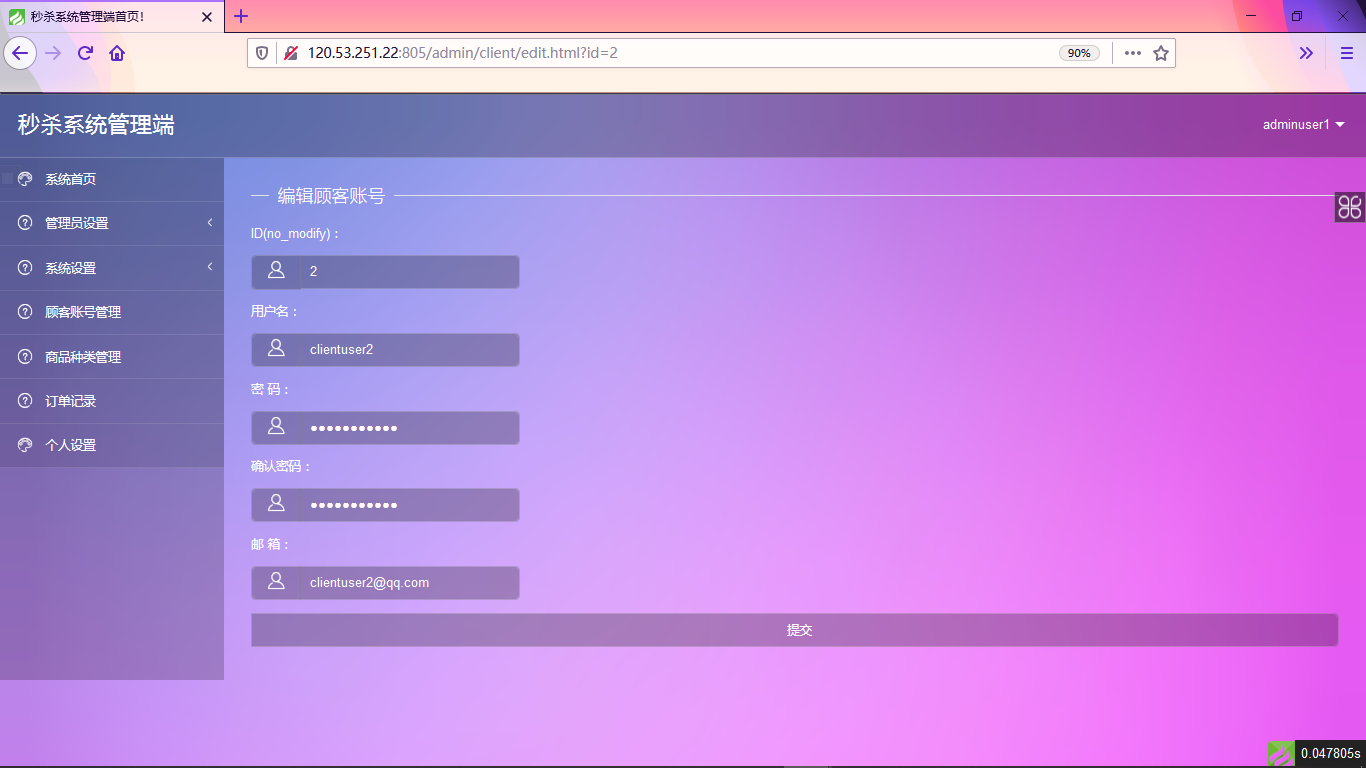 秒杀系统管理端首页!
120.53.251.22:805/admin/client/edit.html?id=2
90%
秒杀系统管理端
adminuser1
系统首页
管理员设置
系统设置
顾客账号管理
商品种类管理
订单记录
个人设置
编辑顾客账号
ID(no_modify)：
2
用户名：
clientuser2
密 码：
•••••••••••
确认密码：
•••••••••••
邮 箱：
clientuser2@qq.com
提交
0.047805s